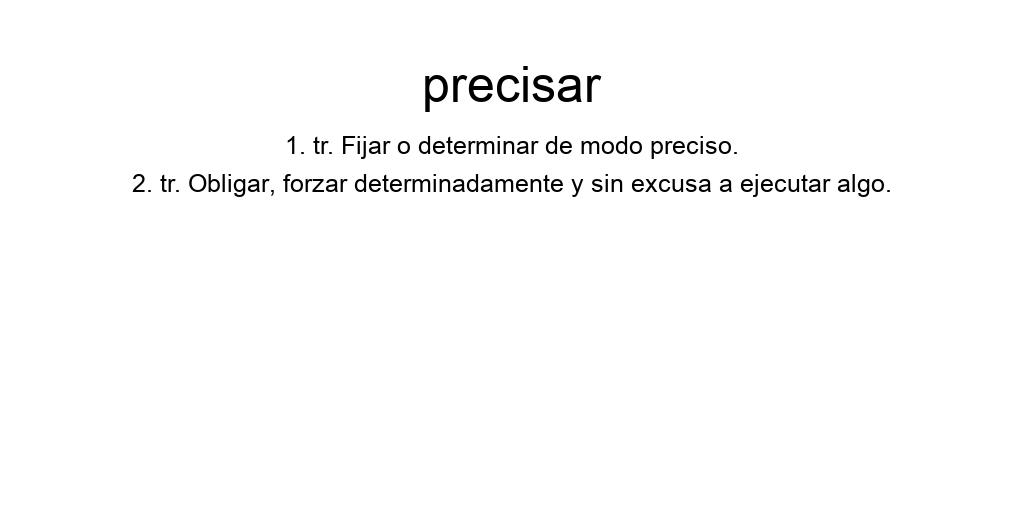 precisar
1. tr. Fijar o determinar de modo preciso.
2. tr. Obligar, forzar determinadamente y sin excusa a ejecutar algo.